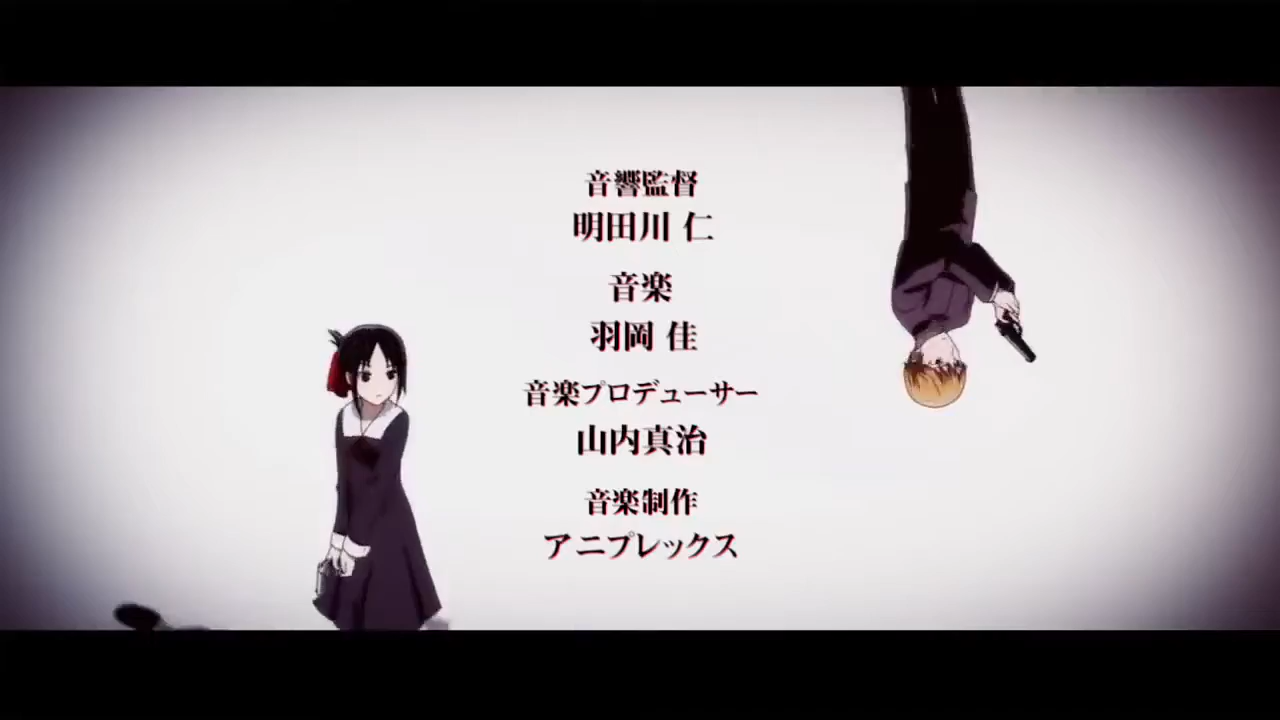 音響監督
明田川 仁
音楽
羽岡 佳
音楽プロデューサー
山内真治
音楽制作
アニプレックス